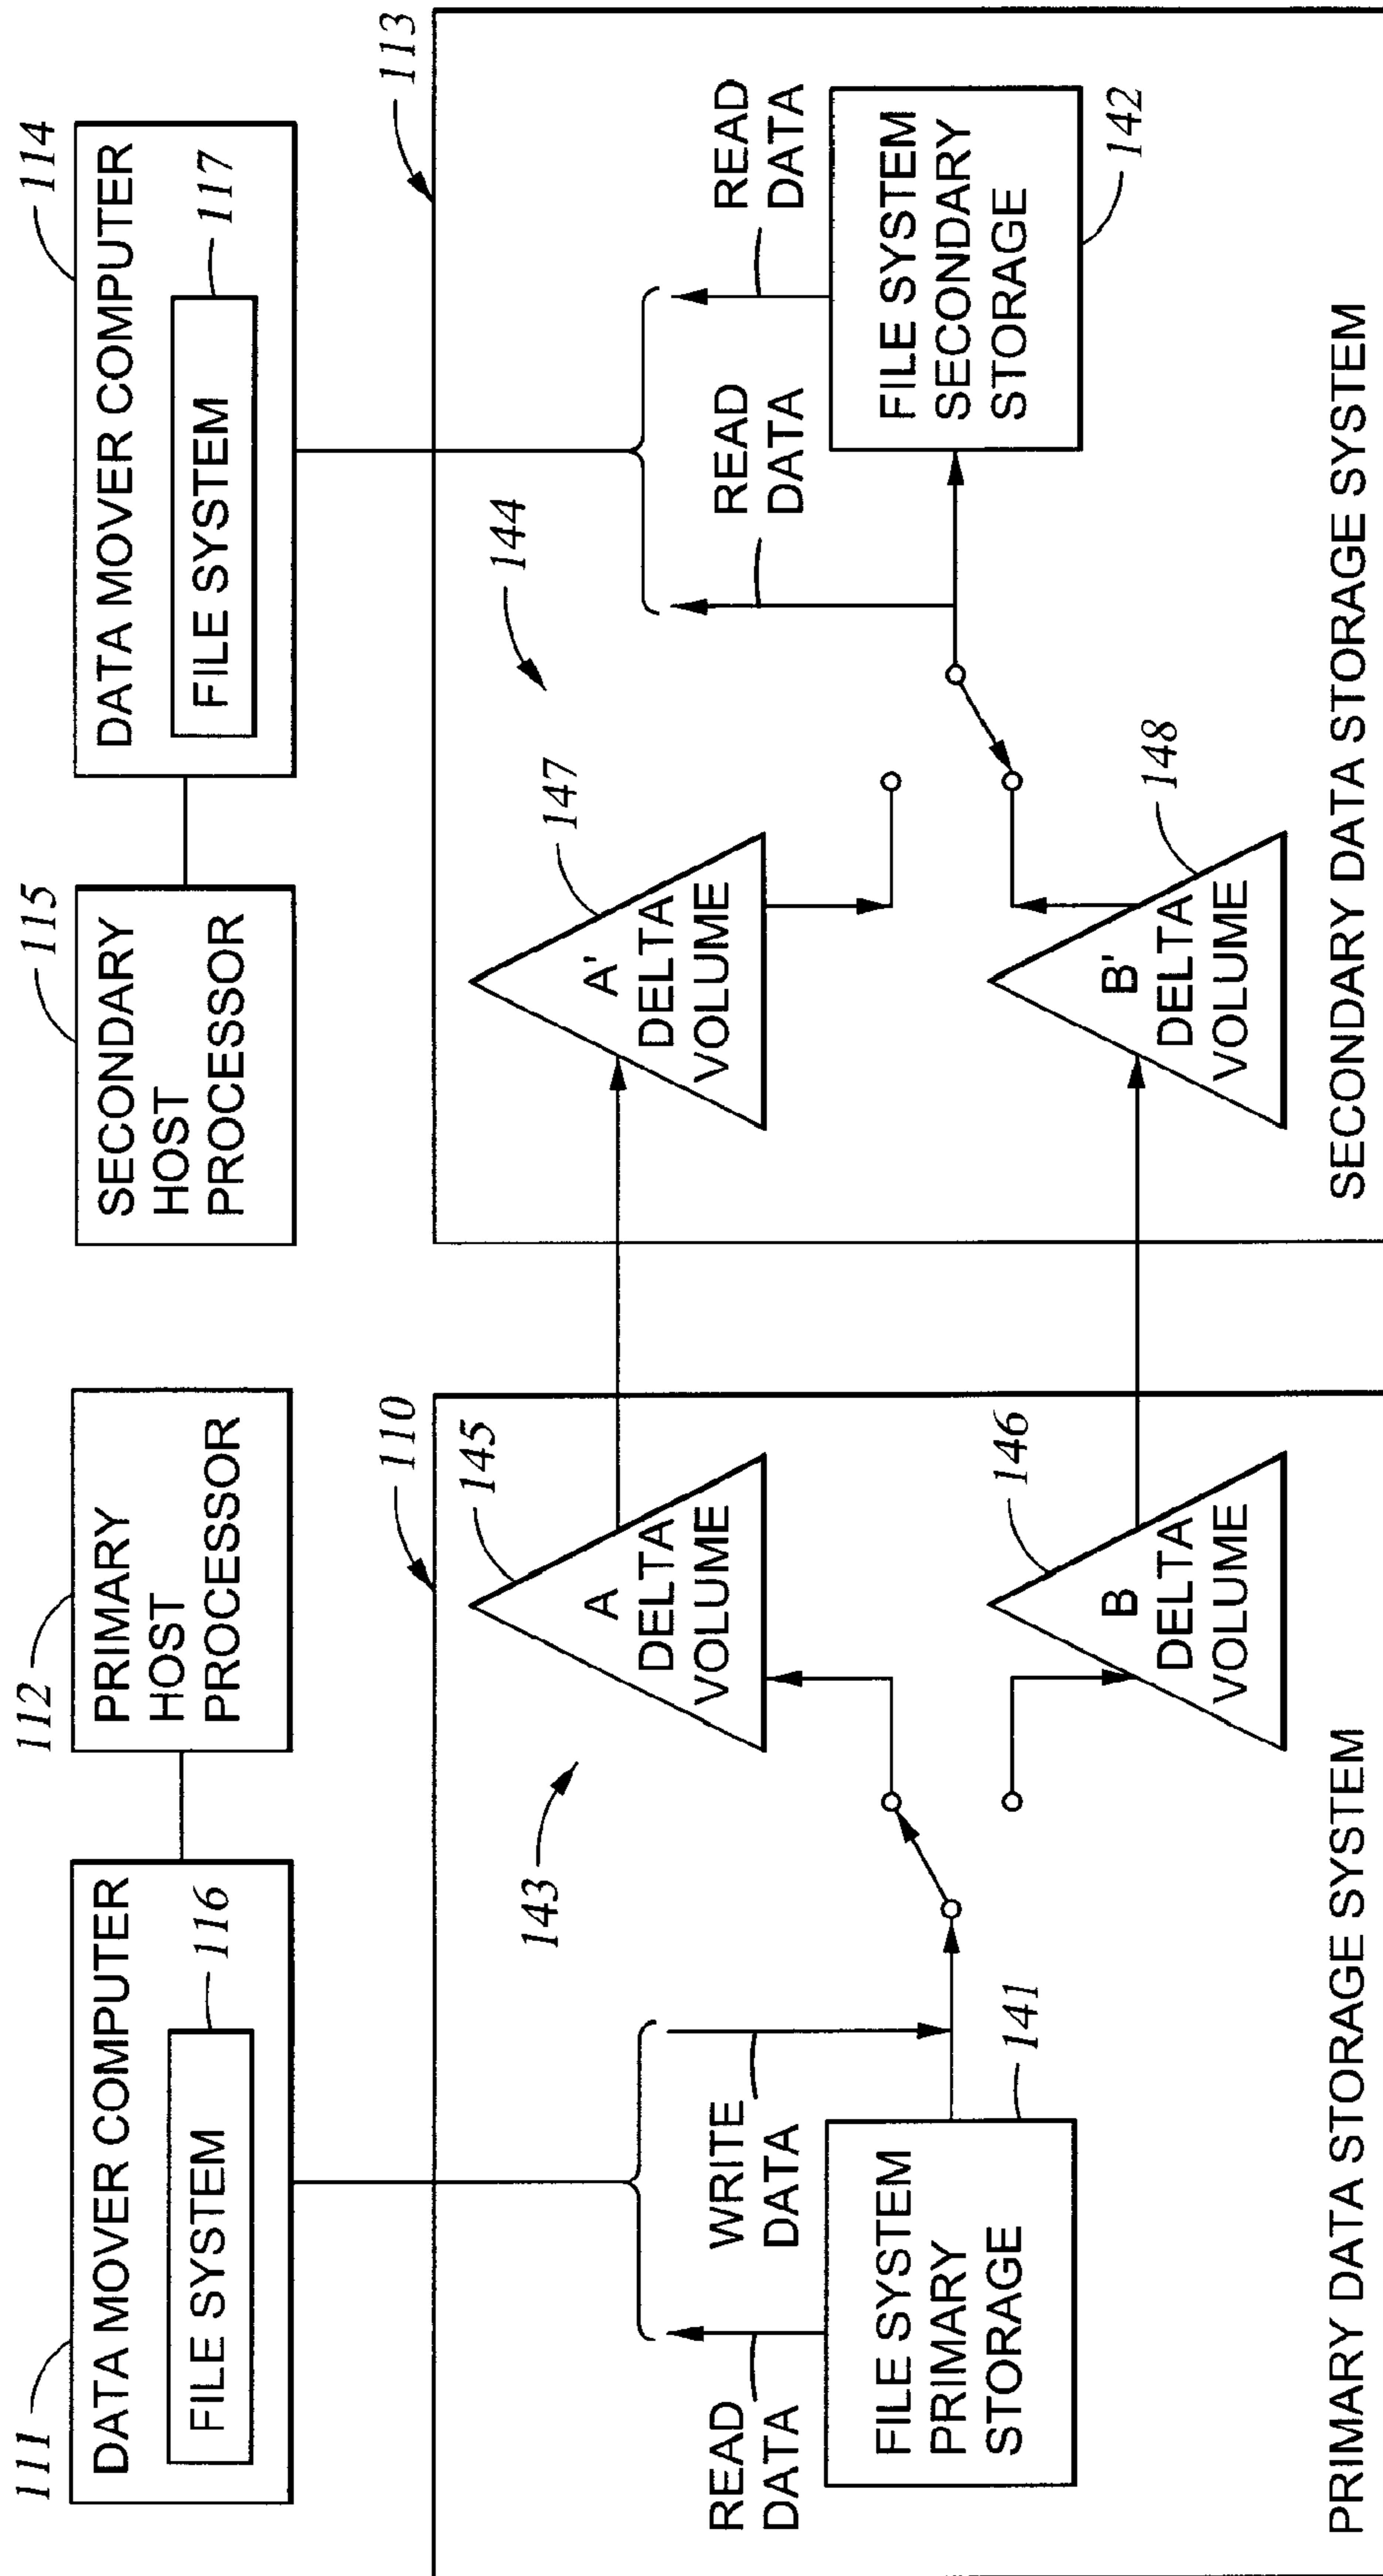 111
DATA MOVER COMPUTER
116
FILE SYSTEM
112
PRIMARY
HOST
PROCESSOR
115
SECONDARY
HOST
PROCESSOR
114
DATA MOVER COMPUTER
117
FILE SYSTEM
110
143
READ
DATA
WRITE
DATA
FILE SYSTEM
PRIMARY
STORAGE
141
145
A
DELTA
VOLUME
146
B
DELTA
VOLUME
PRIMARY DATA STORAGE SYSTEM
113
144
147
A'
DELTA
VOLUME
148
B'
DELTA
VOLUME
READ
DATA
READ
DATA
FILE SYSTEM
SECONDARY
STORAGE
142
SECONDARY DATA STORAGE SYSTEM